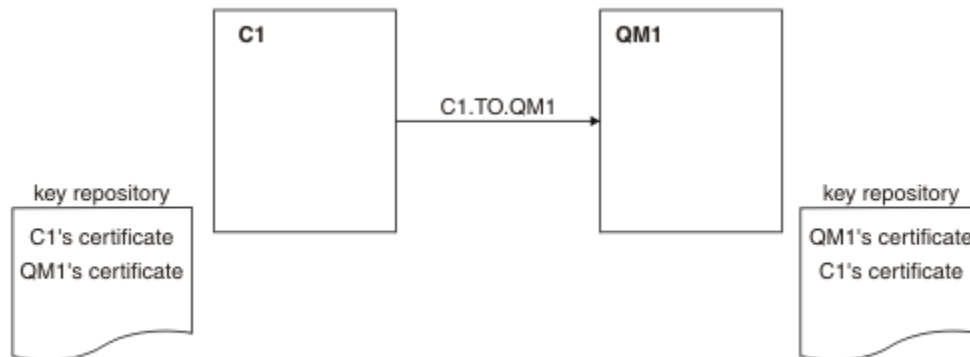 C1
QM1
C1.TO.QM1
key repository
C1's certificate
QM1's certificate
key repository
QM1's certificate
C1's certificate